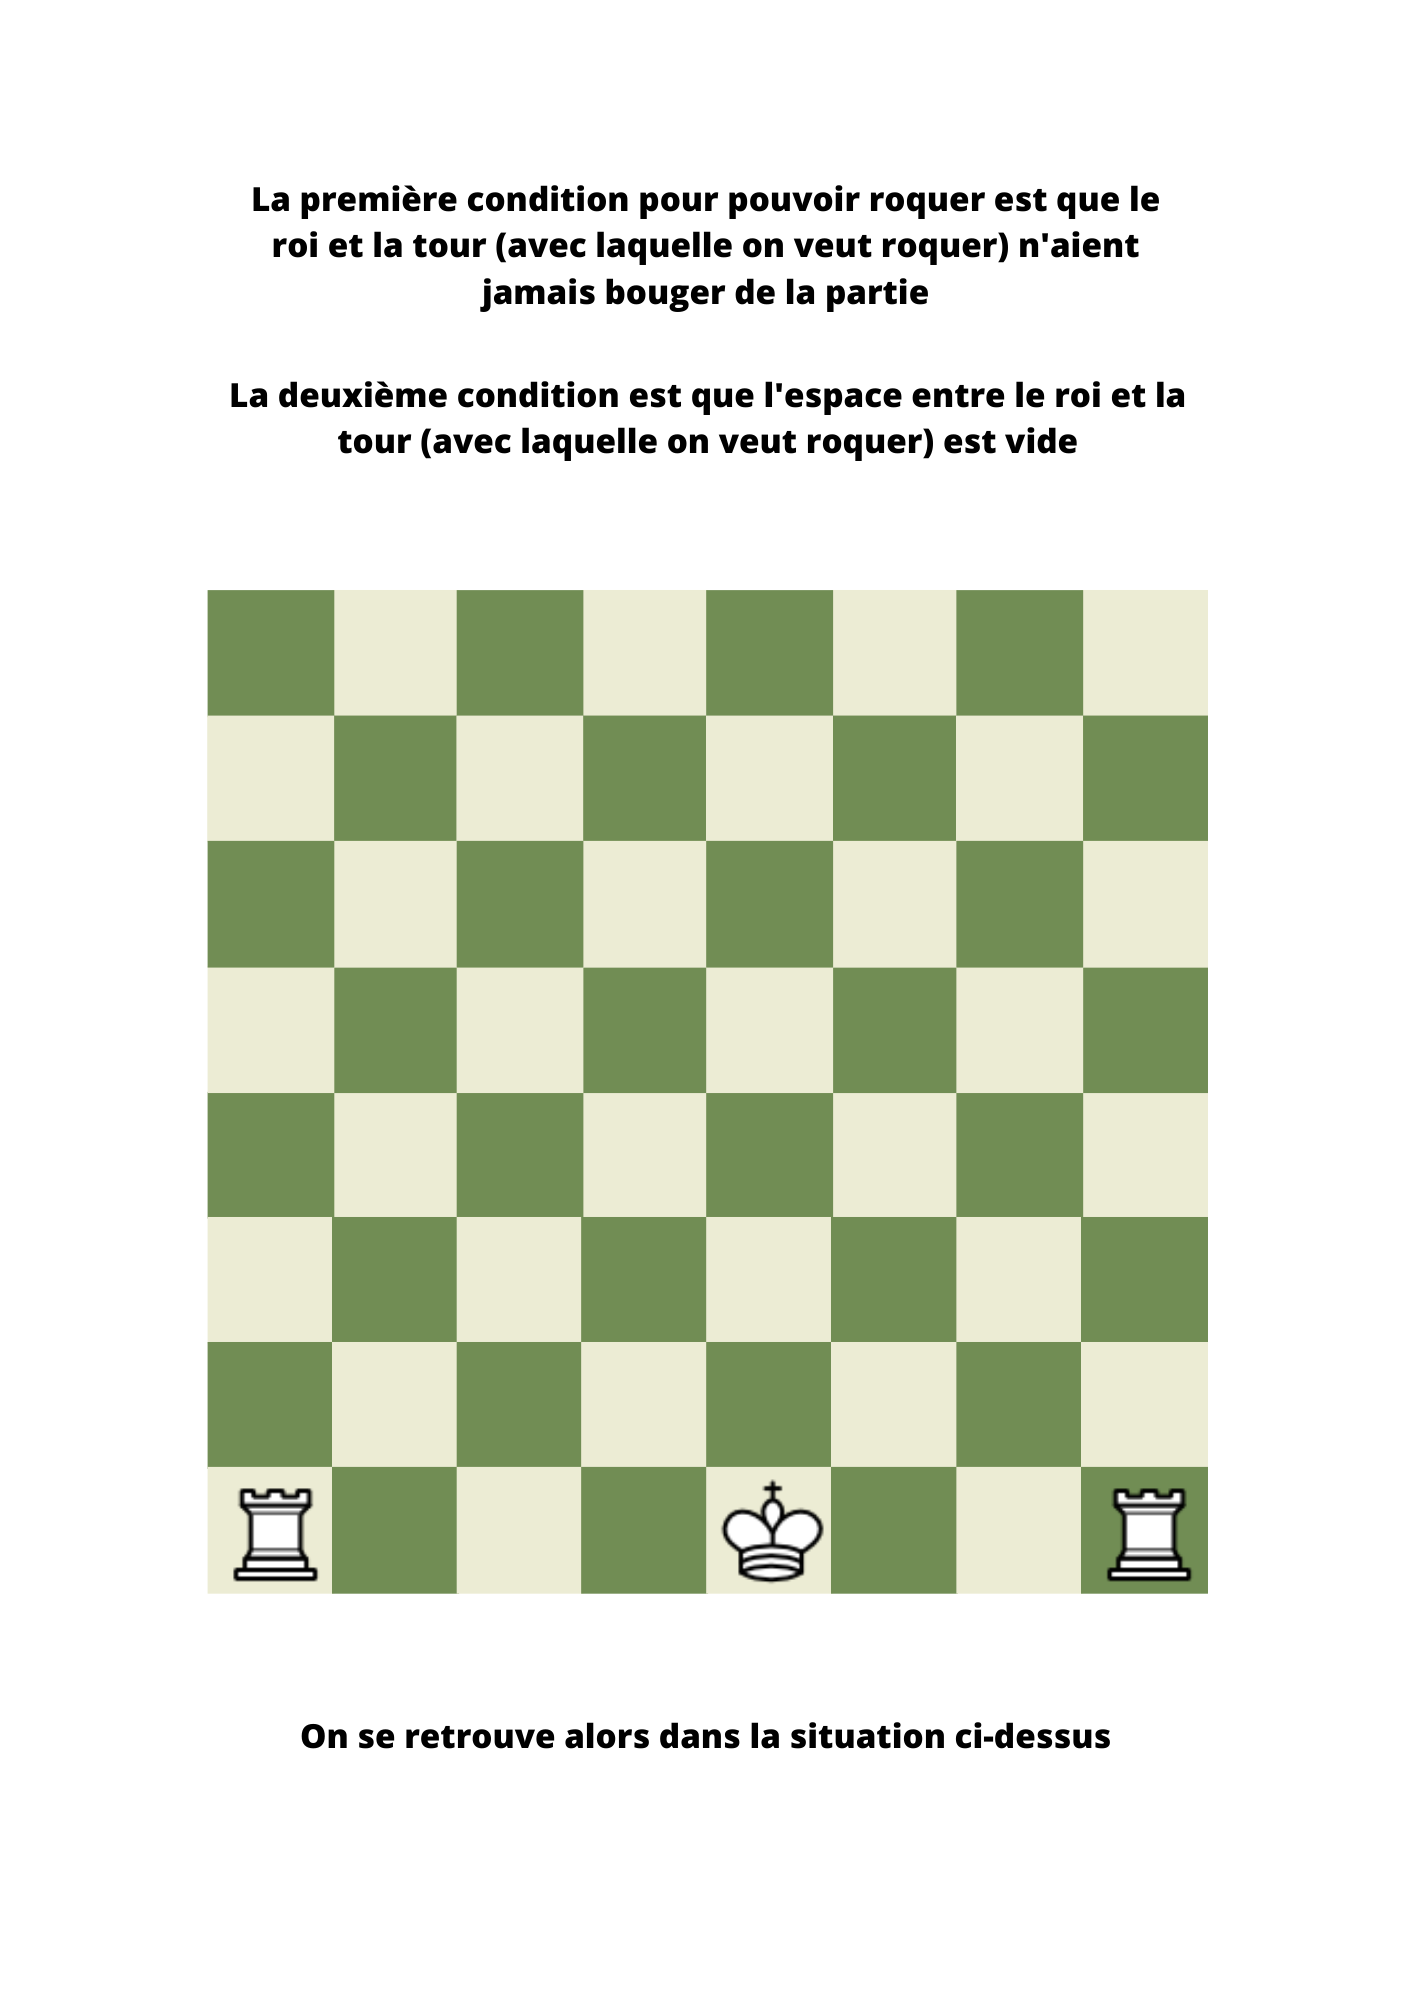 La première condition pour pouvoir roquer est que le
roi et la tour (avec laquelle on veut roquer) n'aient
jamais bouger de la partie
La deuxième condition est que l'espace entre le roi et la
tour (avec laquelle on veut roquer) est vide
On se retrouve alors dans la situation ci-dessus